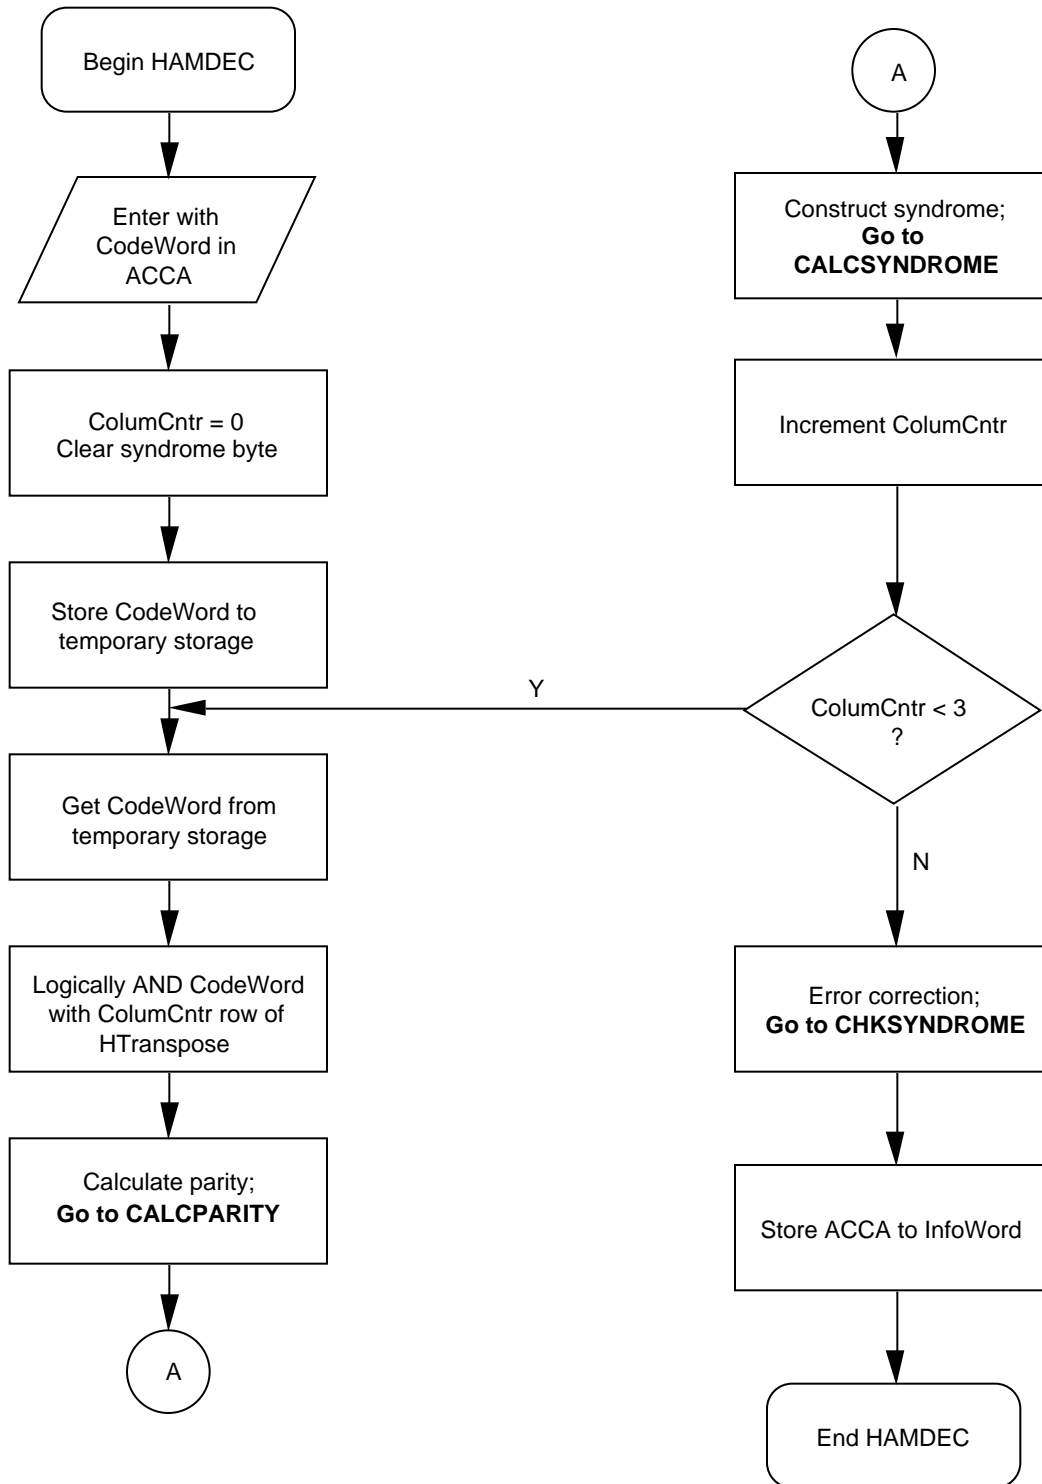 Begin HAMDEC
Enter with
CodeWord in
ACCA
ColumCntr = 0
Clear syndrome byte
Store CodeWord to
temporary storage
Get CodeWord from
temporary storage
Logically AND CodeWord
with ColumCntr row of
HTranspose
Calculate parity;
Go to CALCPARITY
A
A
Construct syndrome;
Go to
CALCSYNDROME
Increment ColumCntr
ColumCntr < 3
?
Y
N
Error correction;
Go to CHKSYNDROME
Store ACCA to InfoWord
End HAMDEC